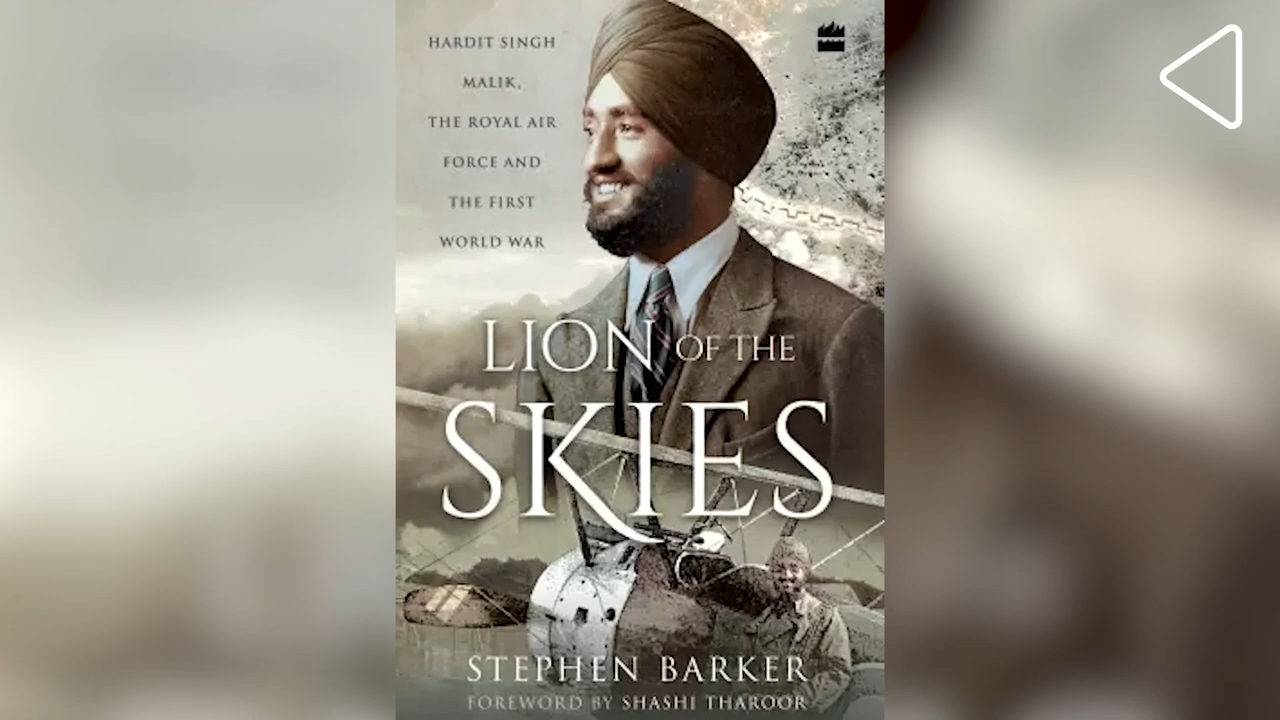 HARDIT SINGH
MALIK,
THE ROYAL AIR
FORCE AND
THE FIRST
WORLD WAR
LION OF THE
SKIES
STEPHEN BARKER
FOREWORD BY SHASHI THAROOR